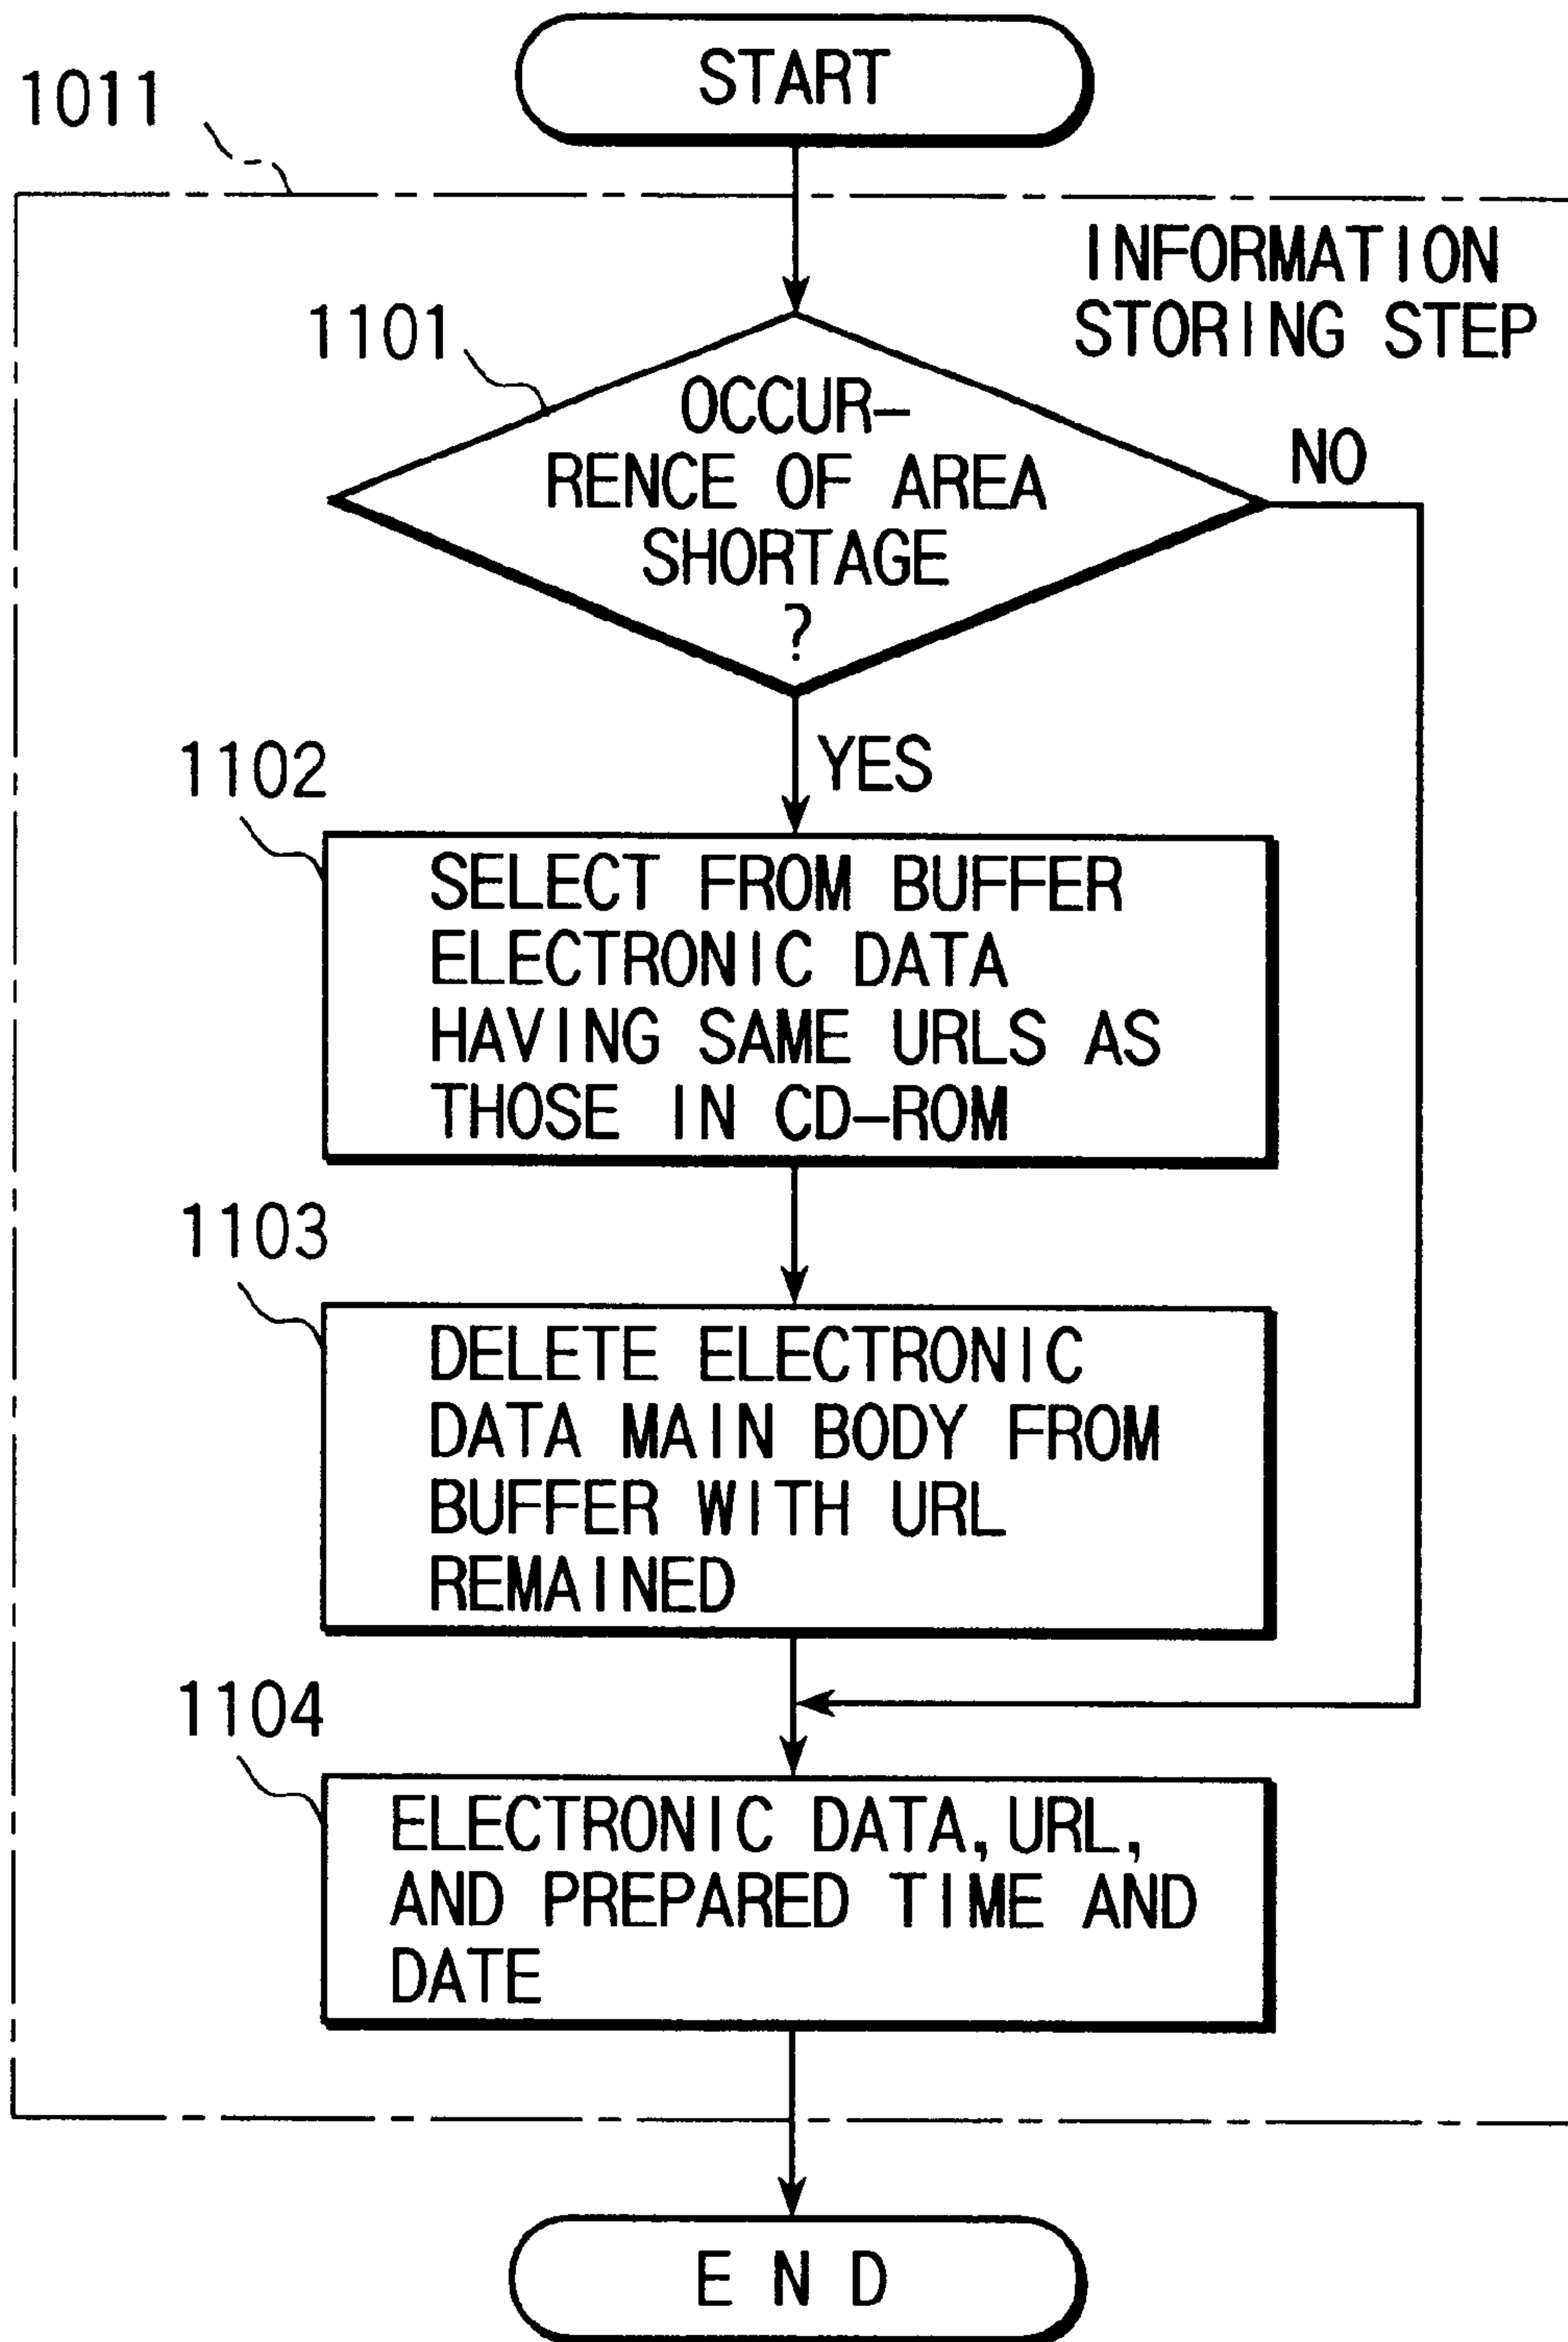 START
1011
INFORMATION
STORING STEP
1101
OCCUR-
RENCE OF AREA
SHORTAGE
?
NO
YES
1102
SELECT FROM BUFFER
ELECTRONIC DATA
HAVING SAME URLS AS
THOSE IN CD-ROM
1103
DELETE ELECTRONIC
DATA MAIN BODY FROM
BUFFER WITH URL
REMAINED
1104
ELECTRONIC DATA, URL,
AND PREPARED TIME AND
DATE
END